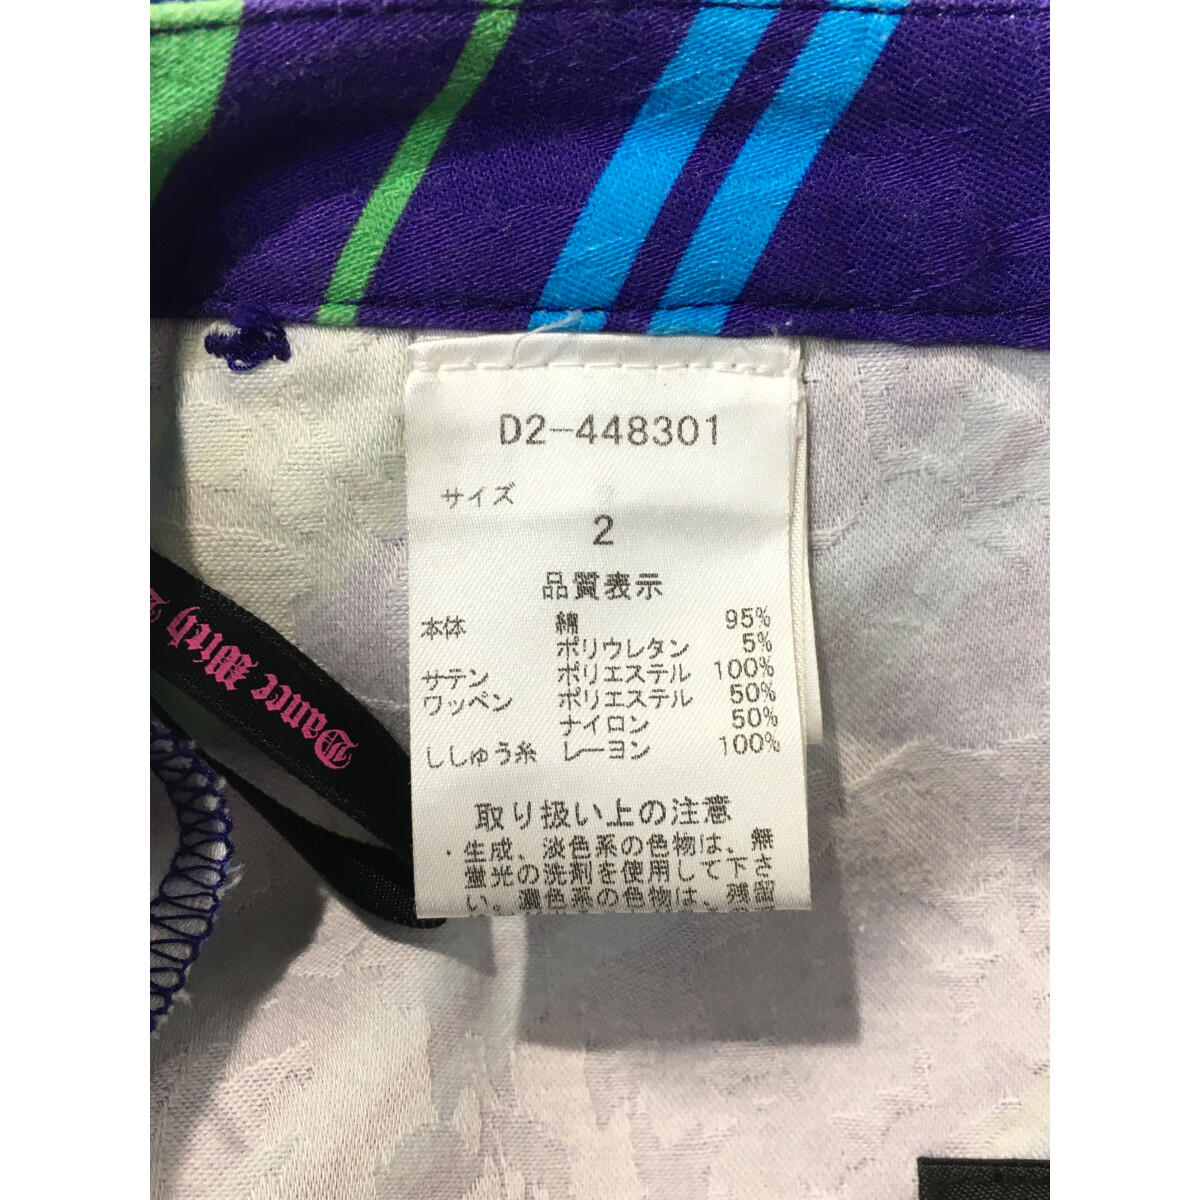 D2-448301
サイズ
2
品質表示
本体 綿 95%
ポリウレタン 5%
サテン ポリエステル 100%
ワッペン ポリエステル 50%
ナイロン 50%
ししゅう糸 レーヨン 100%
取り扱い上の注意
・生成、淡色系の色物は、無
蛍光の洗剤を使用して下さ
い。濃色系の色物は、残留
Dance With